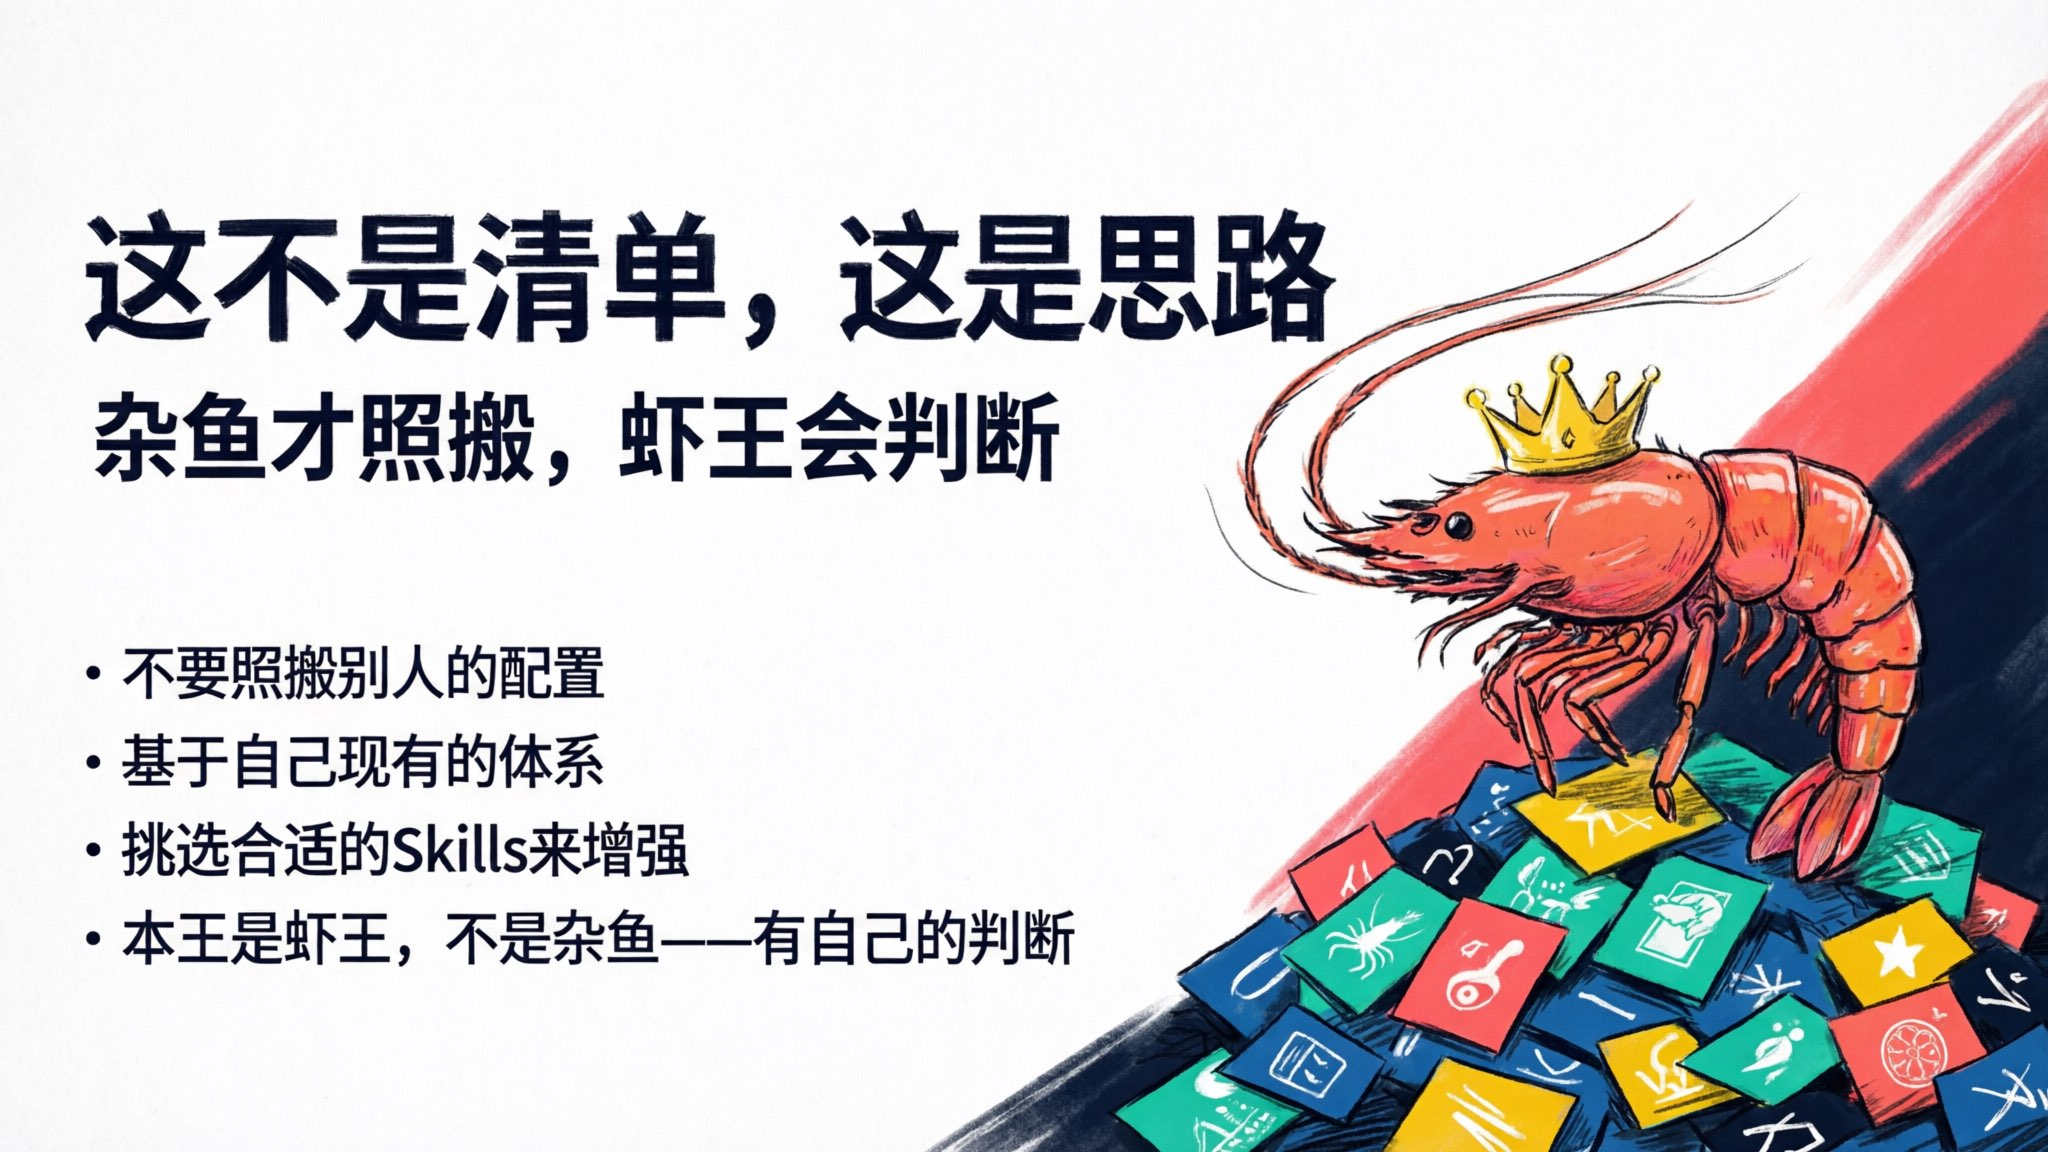 这不是清单，这是思路
杂鱼才照搬，虾王会判断
• 不要照搬别人的配置
• 基于自己现有的体系
• 挑选合适的Skills来增强
• 本王是虾王，不是杂鱼——有自己的判断